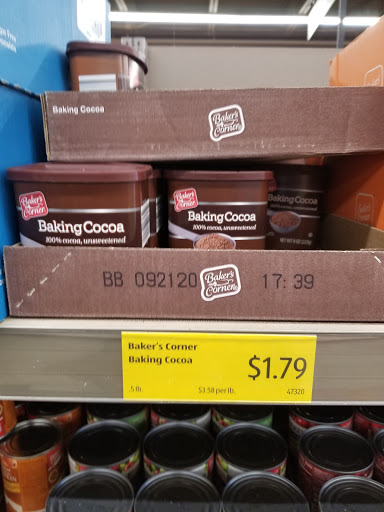 Baking Cocoa
Baker's
Corner
Baker's
Corner
Baking Cocoa
100% cocoa, unsweetened
Baker's
Corner
Baking Cocoa
100% cocoa, unsweetened
Baking Cocoa
BB 092120
Baker's
Corner
17:39
Baker's Corner
Baking Cocoa
$1.79
.5 lb.
$3.58 per lb.
47320